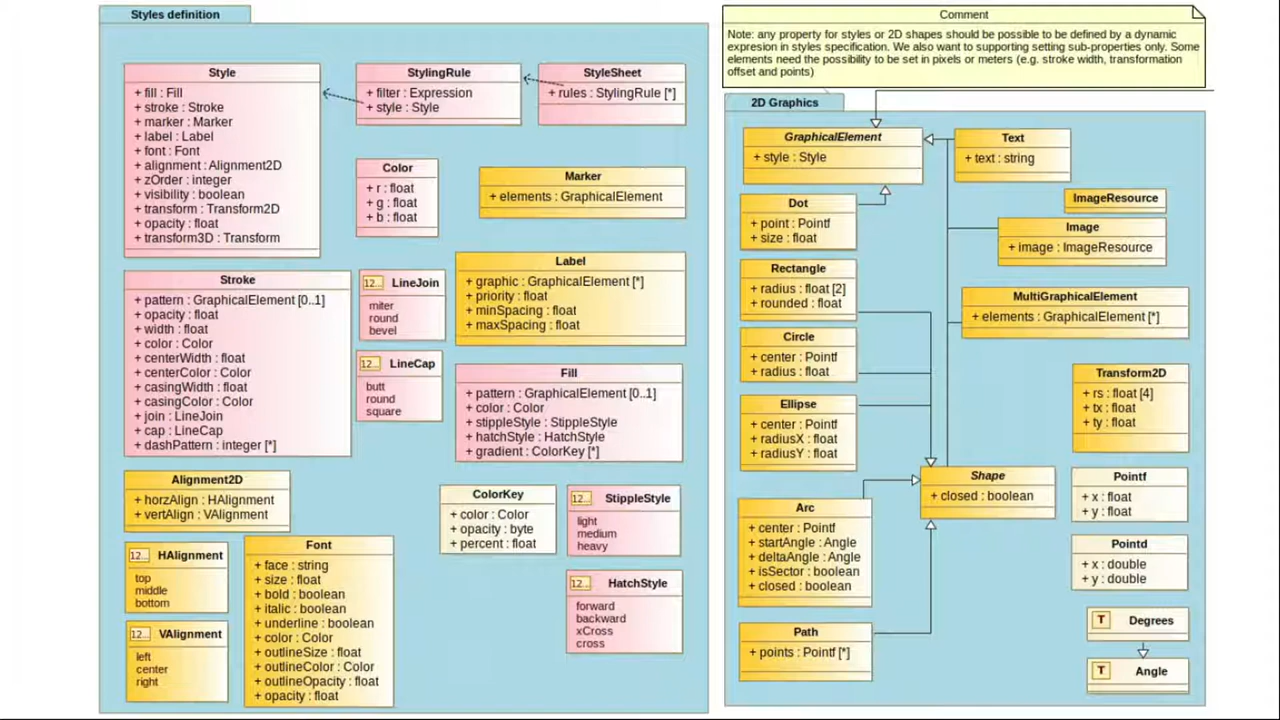 Styles definition
Style
+ fill : Fill
+ stroke : Stroke
+ marker : Marker
+ label : Label
+ font : Font
+ alignment : Alignment2D
+ zOrder : integer
+ visibility : boolean
+ transform : Transform2D
+ opacity : float
+ transform3D : Transform
StylingRule
+ filter : Expression
+ style : Style
StyleSheet
+ rules : StylingRule [*]
Color
+ r : float
+ g : float
+ b : float
Marker
+ elements : GraphicalElement
Stroke
+ pattern : GraphicalElement [0..1]
+ opacity : float
+ width : float
+ color : Color
+ centerWidth : float
+ centerColor : Color
+ casingWidth : float
+ casingColor : Color
+ join : LineJoin
+ cap : LineCap
+ dashPattern : integer [*]
12... LineJoin
miter
round
bevel
12... LineCap
butt
round
square
Label
+ graphic : GraphicalElement [*]
+ priority : float
+ minSpacing : float
+ maxSpacing : float
Fill
+ pattern : GraphicalElement [0..1]
+ color : Color
+ stippleStyle : StippleStyle
+ hatchStyle : HatchStyle
+ gradient : ColorKey [*]
Alignment2D
+ horzAlign : HAlignment
+ vertAlign : VAlignment
12... HAlignment
top
middle
bottom
12... VAlignment
left
center
right
Font
+ face : string
+ size : float
+ bold : boolean
+ italic : boolean
+ underline : boolean
+ color : Color
+ outlineSize : float
+ outlineColor : Color
+ outlineOpacity : float
+ opacity : float
ColorKey
+ color : Color
+ opacity : byte
+ percent : float
12... StippleStyle
light
medium
heavy
12... HatchStyle
forward
backward
xCross
cross
Comment
Note: any property for styles or 2D shapes should be possible to be defined by a dynamic
expresion in styles specification. We also want to supporting setting sub-properties only. Some
elements need the possibility to be set in pixels or meters (e.g. stroke width, transformation
offset and points)
2D Graphics
GraphicalElement
+ style : Style
Text
+ text : string
Dot
+ point : Pointf
+ size : float
ImageResource
Image
+ image : ImageResource
Rectangle
+ radius : float [2]
+ rounded : float
MultiGraphicalElement
+ elements : GraphicalElement [*]
Circle
+ center : Pointf
+ radius : float
Transform2D
+ rs : float [4]
+ tx : float
+ ty : float
Ellipse
+ center : Pointf
+ radiusX : float
+ radiusY : float
Shape
+ closed : boolean
Pointf
+ x : float
+ y : float
Arc
+ center : Pointf
+ startAngle : Angle
+ deltaAngle : Angle
+ isSector : boolean
+ closed : boolean
Pointd
+ x : double
+ y : double
Path
+ points : Pointf [*]
T Degrees
T Angle